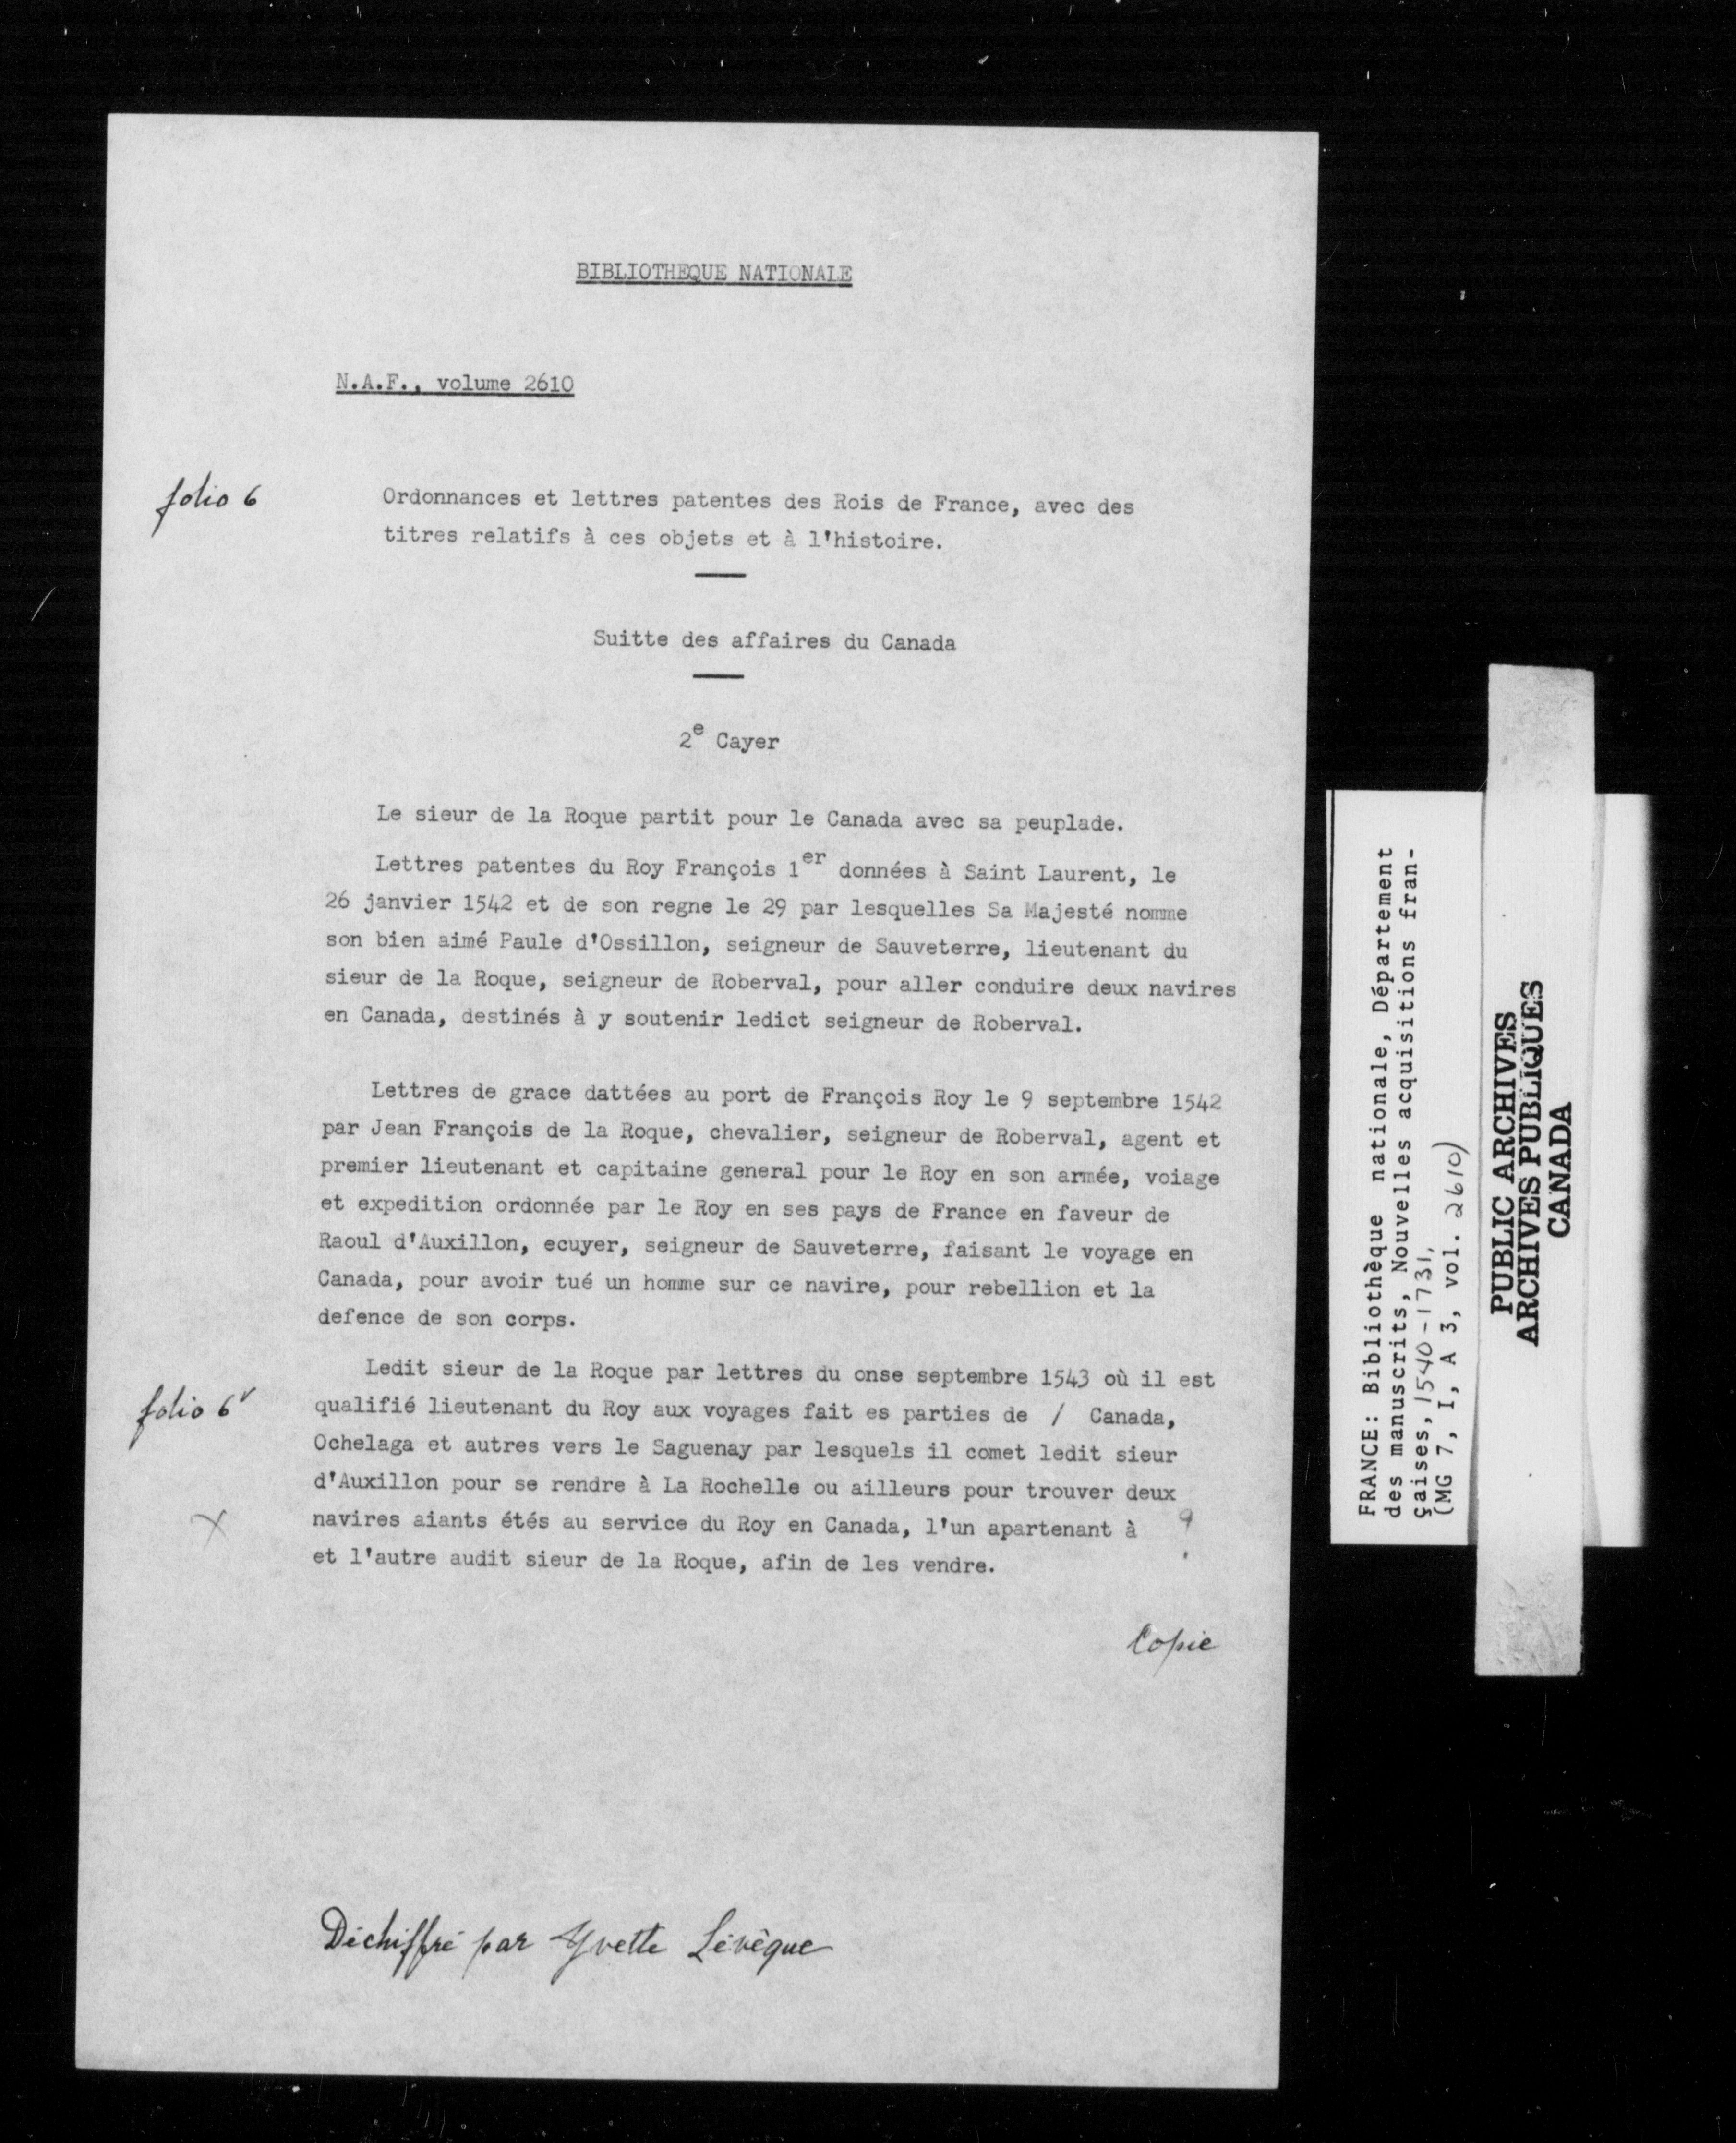 BIBLIOTHEQUE NATIONALE
N.A.F., volume 2610
folio 6
Ordonnances et lettres patentes des Rois de France, avec des
titres relatifs à ces objets et à l'histoire.
Suitte des affaires du Canada
2e Cayer
Le sieur de la Roque partit pour le Canada avec sa peuplade.
Lettres patentes du Roy François 1er données à Saint Laurent, le
26 janvier 1542 et de son regne le 29 par lesquelles Sa Majesté nomme
son bien aimé Paule d'Ossillon, seigneur de Sauveterre, lieutenant du
sieur de la Roque, seigneur de Roberval, pour aller conduire deux navires
en Canada, destinés à y soutenir ledict seigneur de Roberval.
Lettres de grace dattées au port de François Roy le 9 septembre 1542
par Jean François de la Roque, chevalier, seigneur de Roberval, agent et
premier lieutenant et capitaine general pour le Roy en son armée, voiage
et expedition ordonnée par le Roy en ses pays de France en faveur de
Raoul d'Auxillon, ecuyer, seigneur de Sauveterre, faisant le voyage en
Canada, pour avoir tué un homme sur ce navire, pour rebellion et la
defence de son corps.
Ledit sieur de la Roque par lettres du onse septembre 1543 où il est
folio 6v
qualifié lieutenant du Roy aux voyages fait es parties de / Canada,
Ochelaga et autres vers le Saguenay par lesquels il comet ledit sieur
d'Auxillon pour se rendre à La Rochelle ou ailleurs pour trouver deux
X navires aiants étés au service du Roy en Canada, l'un apartenant à ?
et l'autre audit sieur de la Roque, afin de les vendre.
Copie
Déchiffré par Yvette Lévêque
FRANCE: Bibliothèque nationale, Département
des manuscrits, Nouvelles acquisitions fran-
çaises, 1540-1731,
(MG 7, I, A 3, vol. 2610)
PUBLIC ARCHIVES
ARCHIVES PUBLIQUES
CANADA